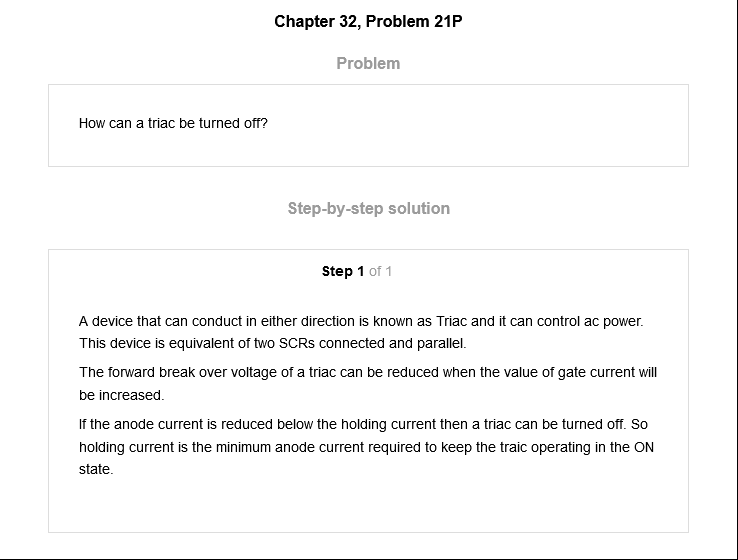 Chapter 32, Problem 21P
Problem
How can a triac be turned off?
Step-by-step solution
Step 1 of 1
A device that can conduct in either direction is known as Triac and it can control ac power.
This device is equivalent of two SCRs connected and parallel.
The forward break over voltage of a triac can be reduced when the value of gate current will
be increased.
If the anode current is reduced below the holding current then a triac can be turned off. So
holding current is the minimum anode current required to keep the traic operating in the ON
state.